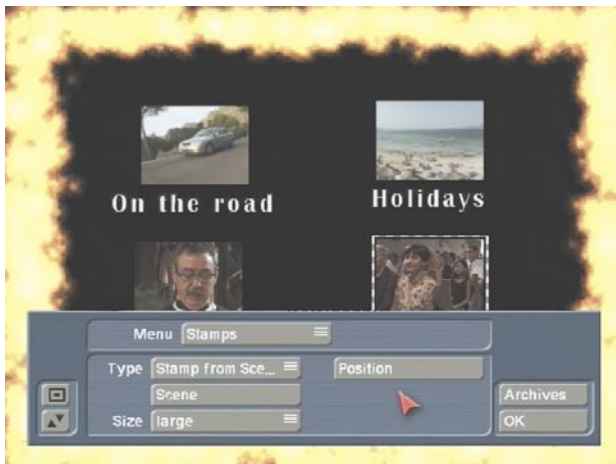 On the road
Holidays
Menu Stamps
Type Stamp from Sce... Position
Scene
Size large
Archives
OK